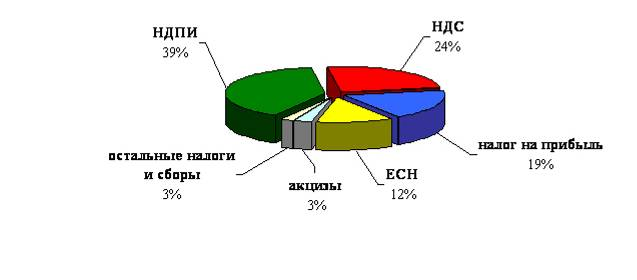 НДПИ
39%
НДС
24%
налог на прибыль
19%
ЕСН
12%
акцизы
3%
остальные налоги
и сборы
3%